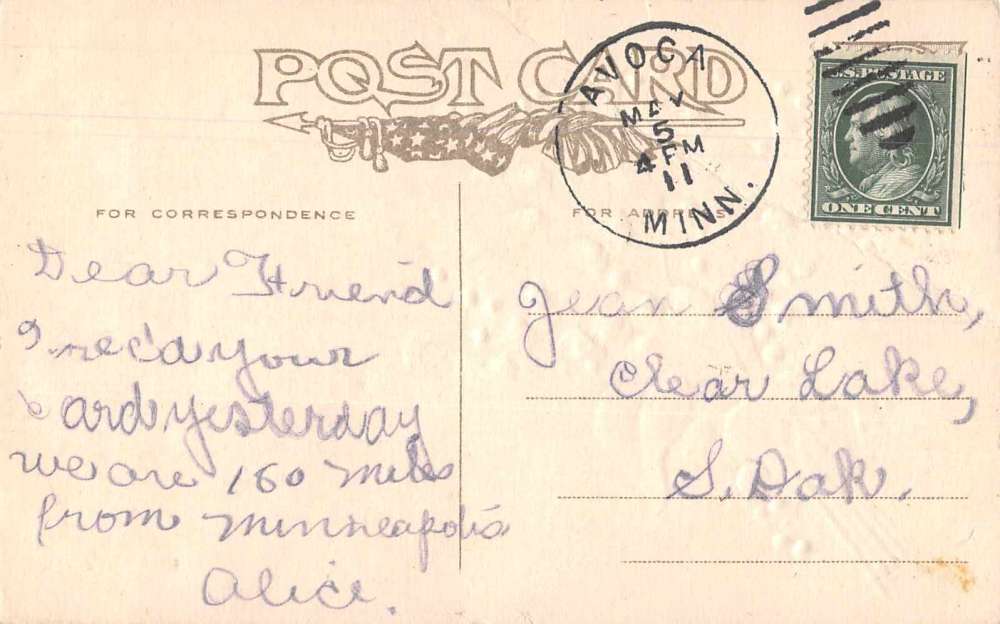 POST CARD
AVOCA
MAY
5
4 PM
11
MINN.
U.S. POSTAGE
ONE CENT
FOR CORRESPONDENCE
FOR ADDRESS
Dear Friend
I rec'd your
card yesterday
we are 160 miles
from Minneapolis
Alice.
Jean Smith,
Clear Lake,
S. Dak.